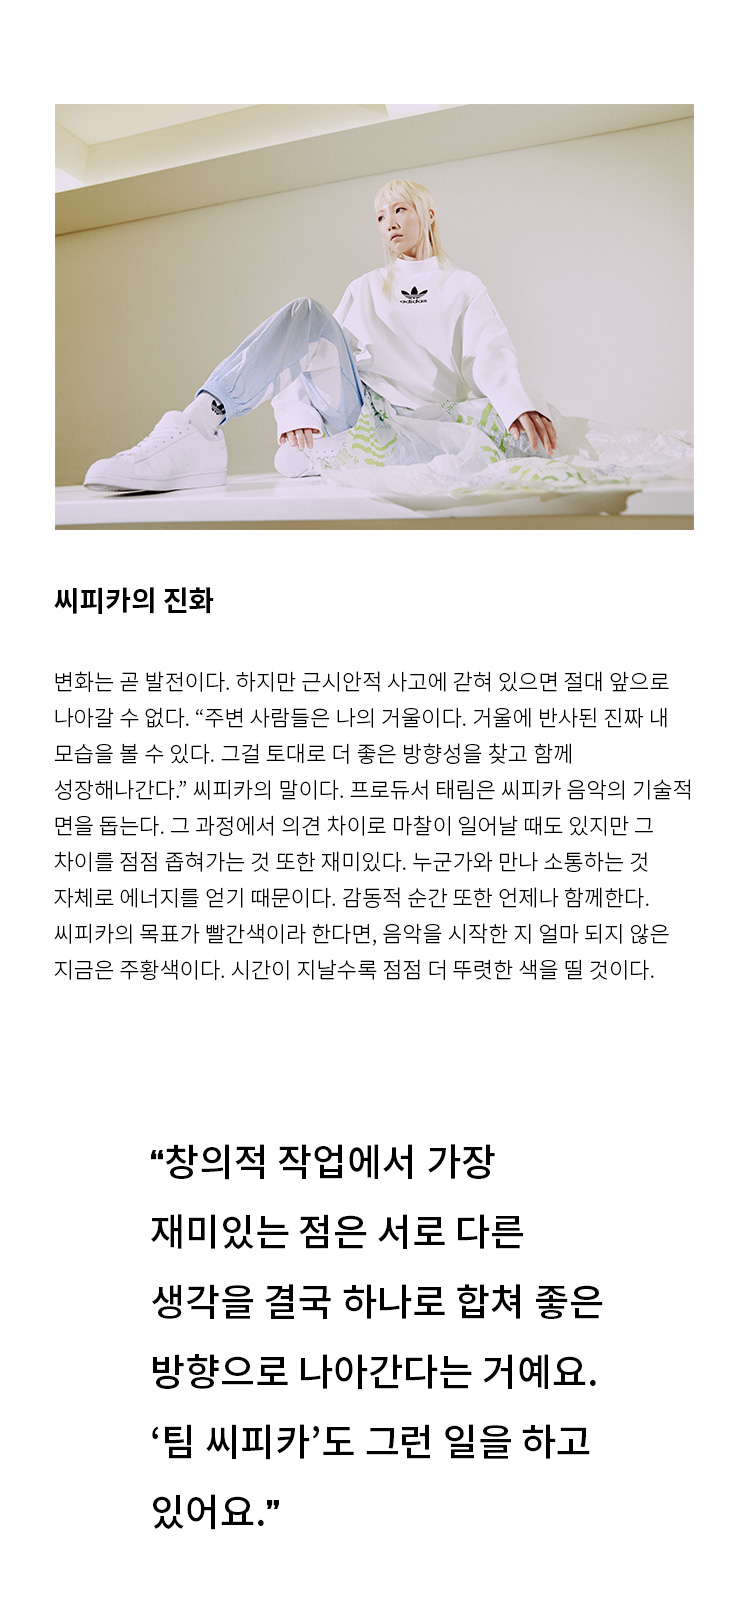 adidas
씨피카의 진화
변화는 곧 발전이다. 하지만 근시안적 사고에 갇혀 있으면 절대 앞으로
나아갈 수 없다. “주변 사람들은 나의 거울이다. 거울에 반사된 진짜 내
모습을 볼 수 있다. 그걸 토대로 더 좋은 방향성을 찾고 함께
성장해나간다.” 씨피카의 말이다. 프로듀서 태림은 씨피카 음악의 기술적
면을 돕는다. 그 과정에서 의견 차이로 마찰이 일어날 때도 있지만 그
차이를 점점 좁혀가는 것 또한 재미있다. 누군가와 만나 소통하는 것
자체로 에너지를 얻기 때문이다. 감동적 순간 또한 언제나 함께한다.
씨피카의 목표가 빨간색이라 한다면, 음악을 시작한 지 얼마 되지 않은
지금은 주황색이다. 시간이 지날수록 점점 더 뚜렷한 색을 띨 것이다.
“창의적 작업에서 가장
재미있는 점은 서로 다른
생각을 결국 하나로 합쳐 좋은
방향으로 나아간다는 거예요.
‘팀 씨피카’도 그런 일을 하고
있어요.”